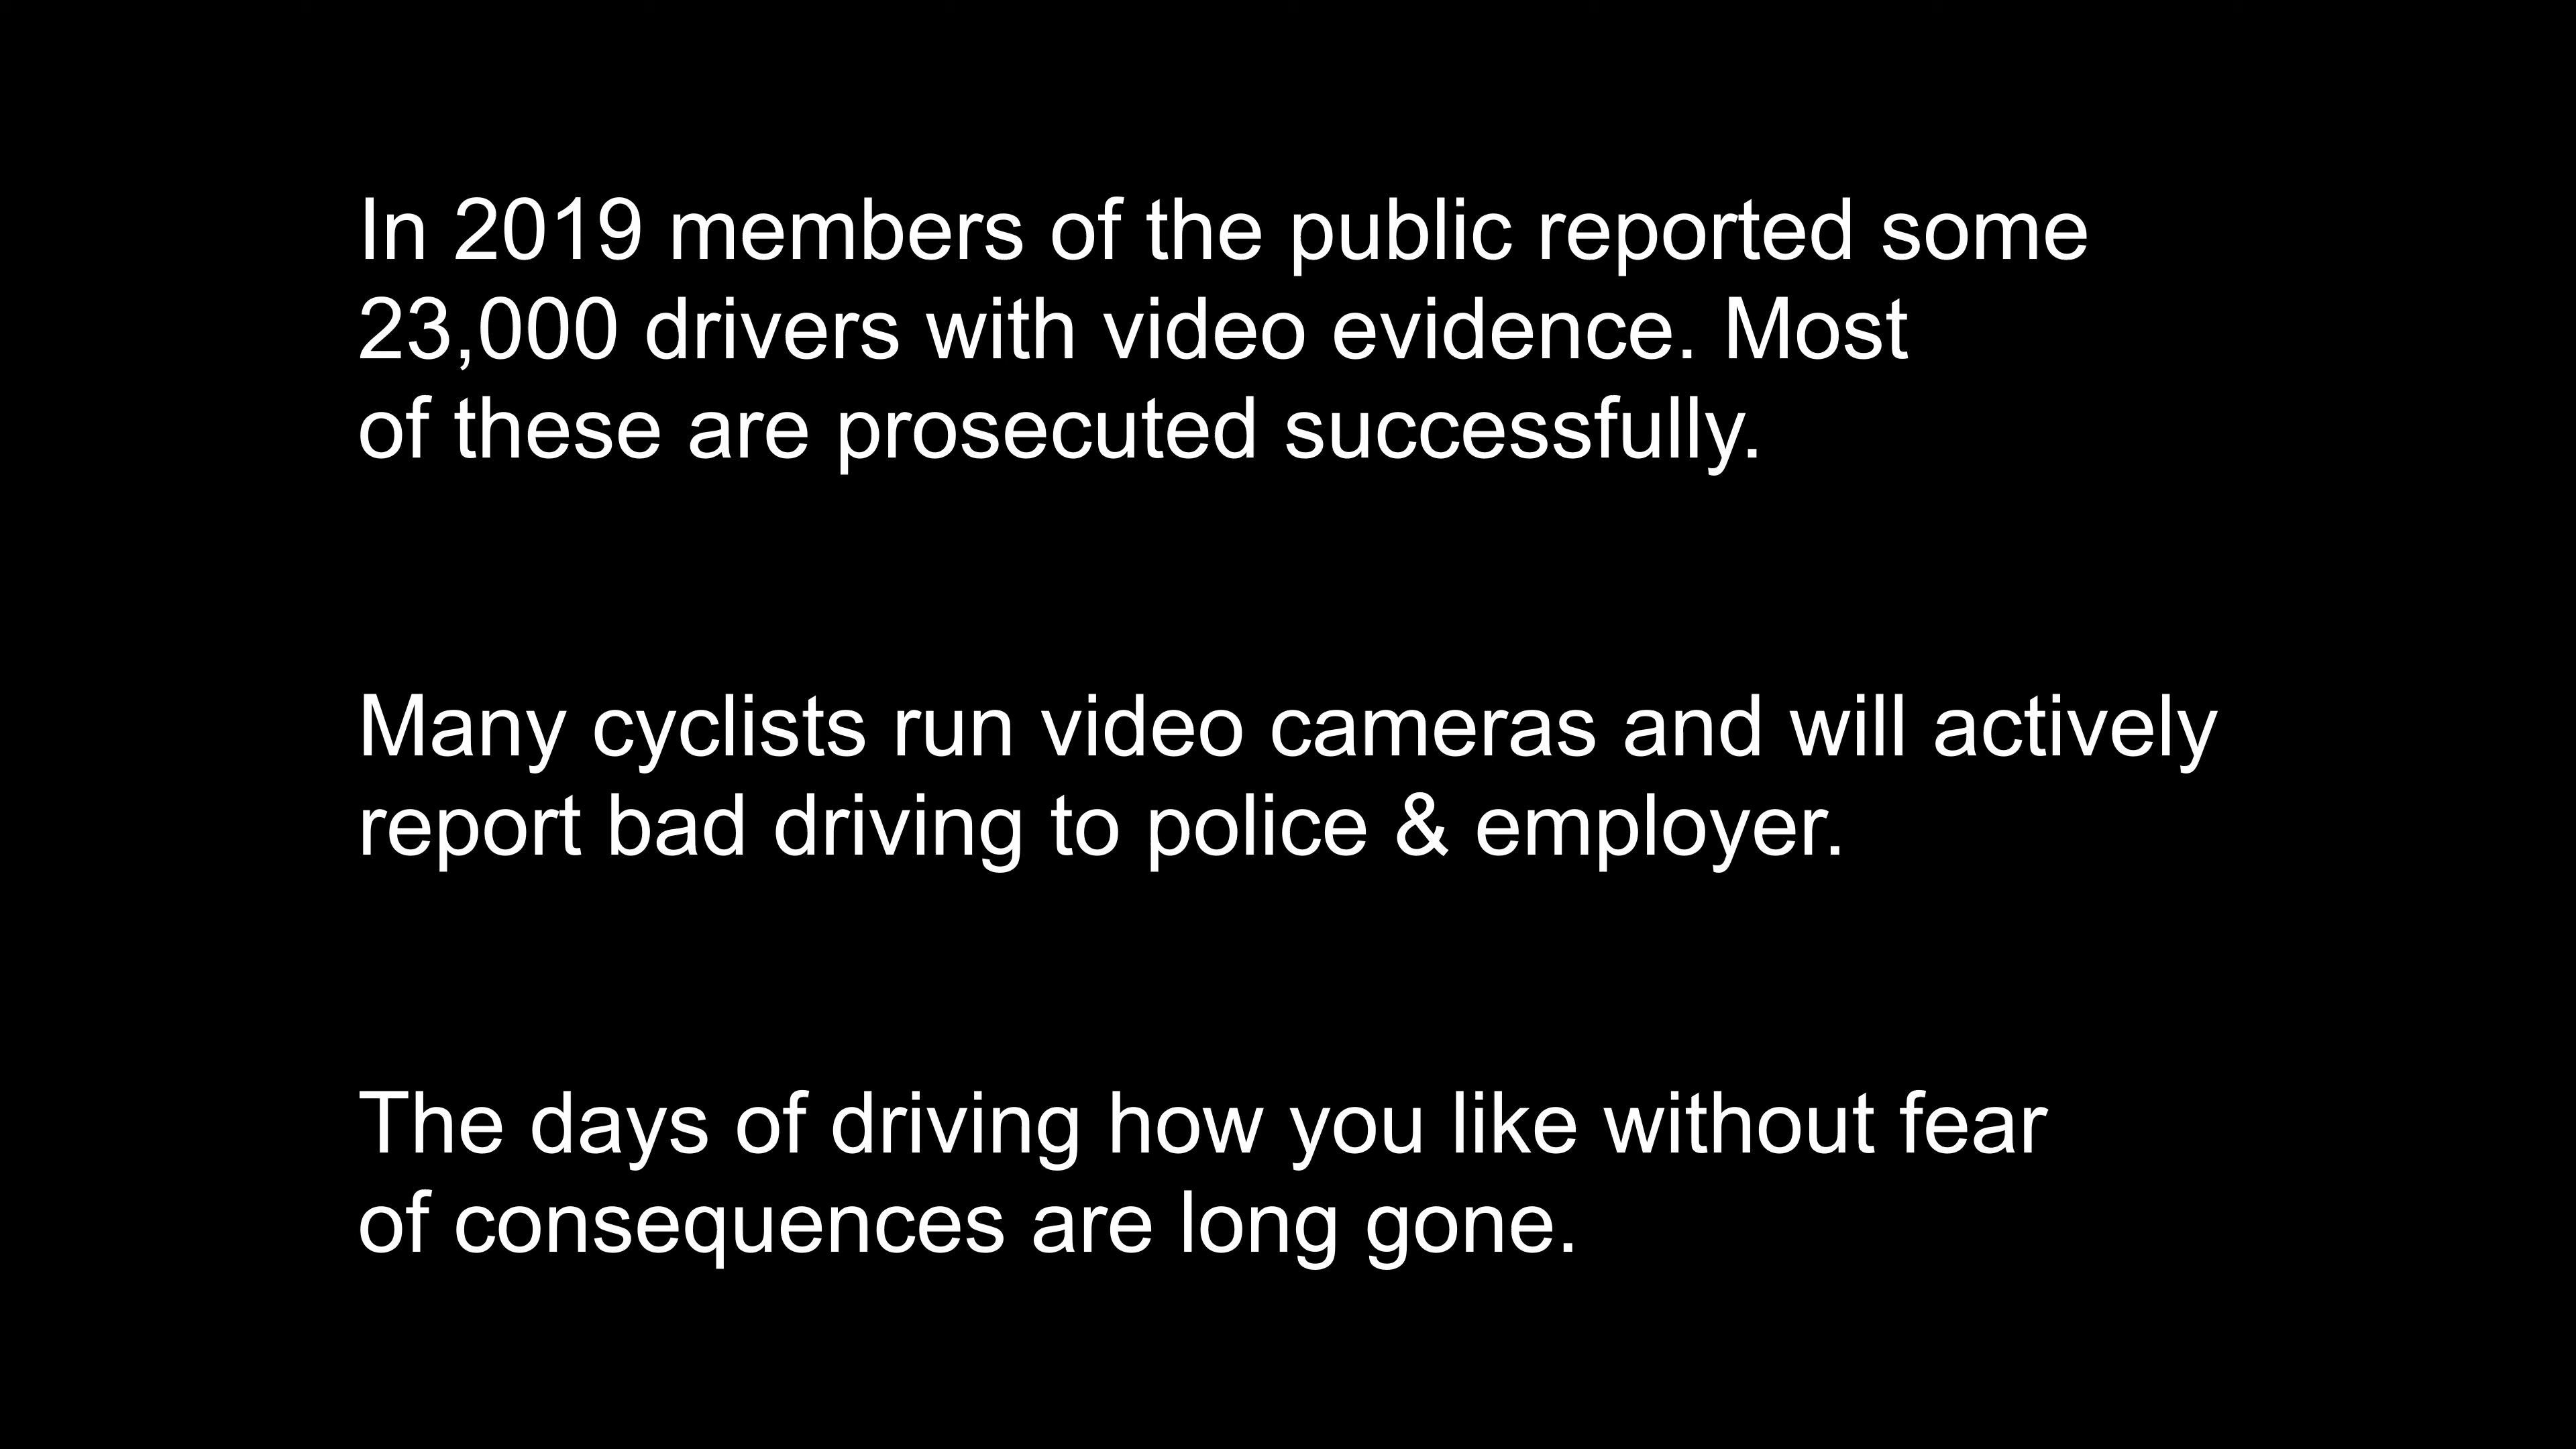 In 2019 members of the public reported some
23,000 drivers with video evidence. Most
of these are prosecuted successfully.
Many cyclists run video cameras and will actively
report bad driving to police & employer.
The days of driving how you like without fear
of consequences are long gone.